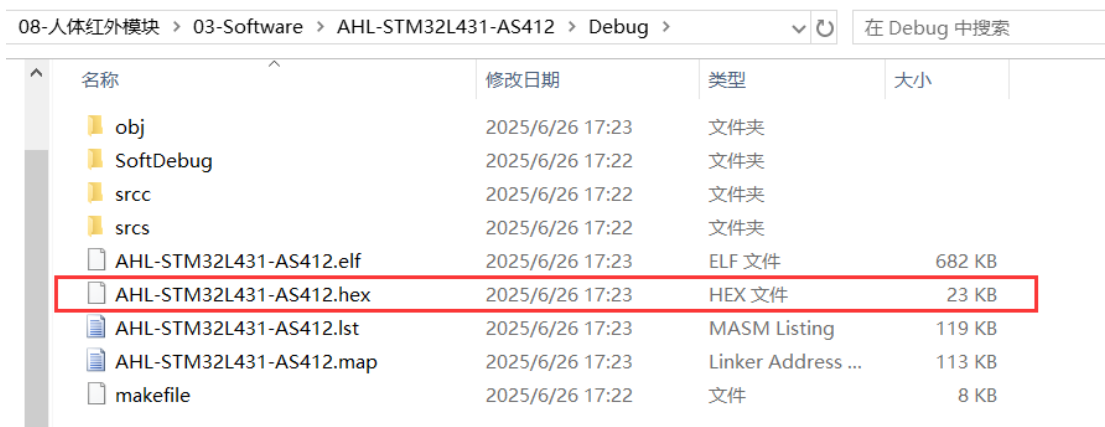 08-人体红外模块 > 03-Software > AHL-STM32L431-AS412 > Debug > 在 Debug 中搜索
名称 修改日期 类型 大小
obj 2025/6/26 17:23 文件夹
SoftDebug 2025/6/26 17:22 文件夹
srcc 2025/6/26 17:22 文件夹
srcs 2025/6/26 17:22 文件夹
AHL-STM32L431-AS412.elf 2025/6/26 17:23 ELF 文件 682 KB
AHL-STM32L431-AS412.hex 2025/6/26 17:23 HEX 文件 23 KB
AHL-STM32L431-AS412.lst 2025/6/26 17:23 MASM Listing 119 KB
AHL-STM32L431-AS412.map 2025/6/26 17:23 Linker Address ... 113 KB
makefile 2025/6/26 17:22 文件 8 KB